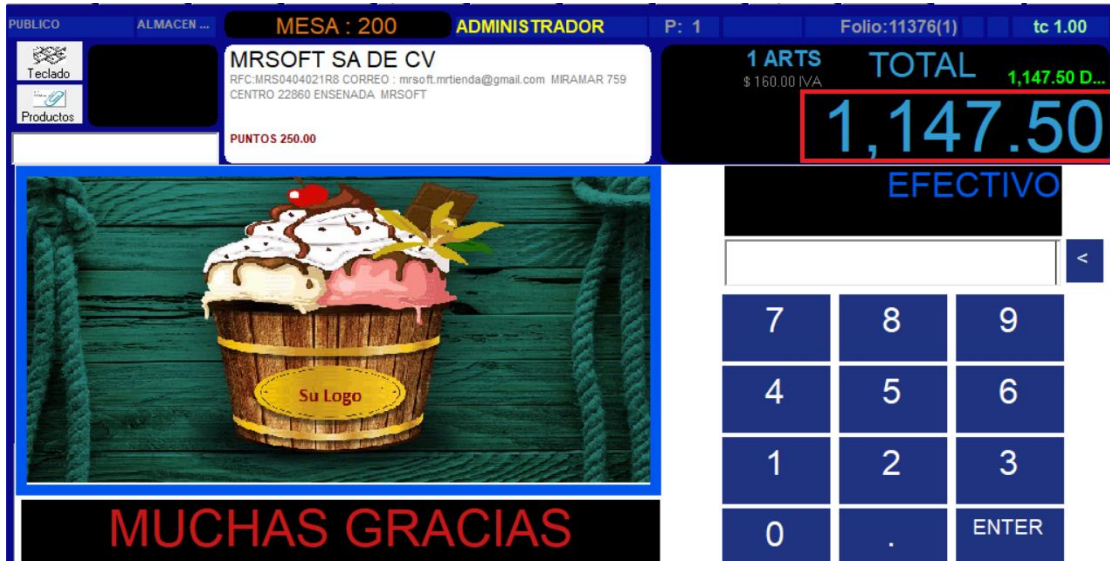 PUBLICO ALMACEN ... MESA : 200 ADMINISTRADOR P: 1 Folio:11376(1) tc 1.00
Teclado
Productos
MRSOFT SA DE CV
RFC:MRS0404021R8 CORREO : mrsoft.mrtienda@gmail.com MIRAMAR 759
CENTRO 22860 ENSENADA MRSOFT
PUNTOS 250.00
1 ARTS
$ 160.00 IVA
TOTAL
1,147.50 D...
1,147.50
Su Logo
MUCHAS GRACIAS
EFECTIVO
<
7 8 9
4 5 6
1 2 3
0 . ENTER